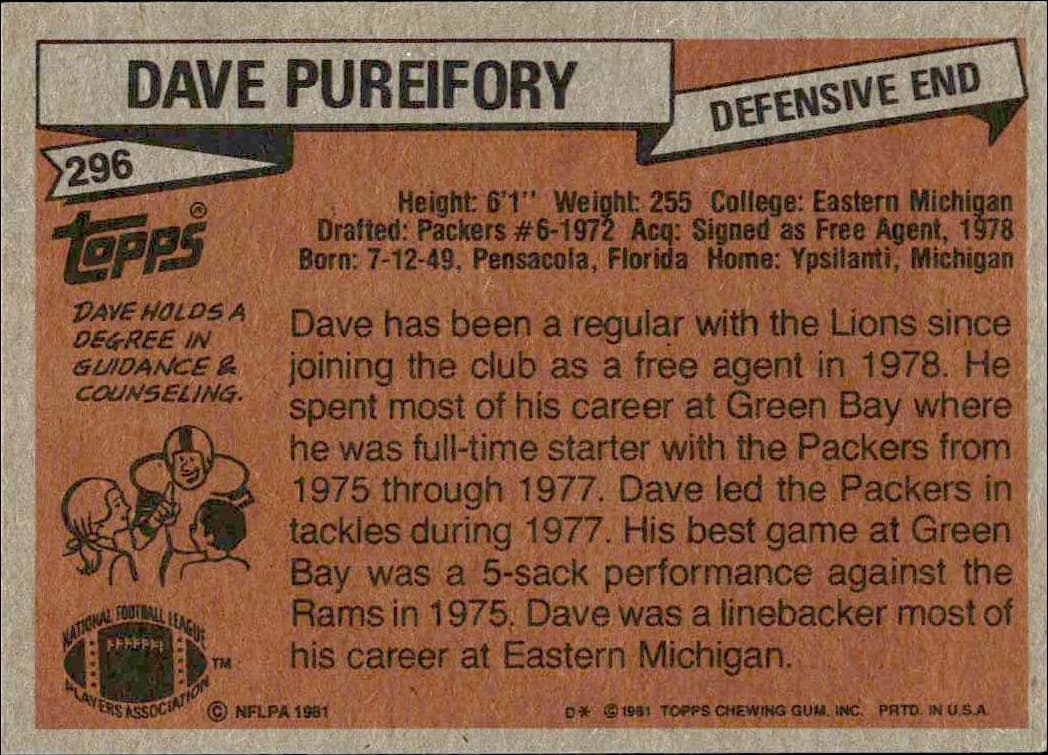 DAVE PUREIFORY
DEFENSIVE END
296
Height: 6'1" Weight: 255 College: Eastern Michigan
Drafted: Packers #6-1972 Acq: Signed as Free Agent, 1978
Born: 7-12-49, Pensacola, Florida Home: Ypsilanti, Michigan
topps®
DAVE HOLDS A
DEGREE IN
GUIDANCE &
COUNSELING.
Dave has been a regular with the Lions since
joining the club as a free agent in 1978. He
spent most of his career at Green Bay where
he was full-time starter with the Packers from
1975 through 1977. Dave led the Packers in
tackles during 1977. His best game at Green
Bay was a 5-sack performance against the
Rams in 1975. Dave was a linebacker most of
his career at Eastern Michigan.
NATIONAL FOOTBALL LEAGUE
PLAYERS ASSOCIATION
TM
© NFLPA 1981
D* © 1981 TOPPS CHEWING GUM, INC. PRTD. IN U.S.A.